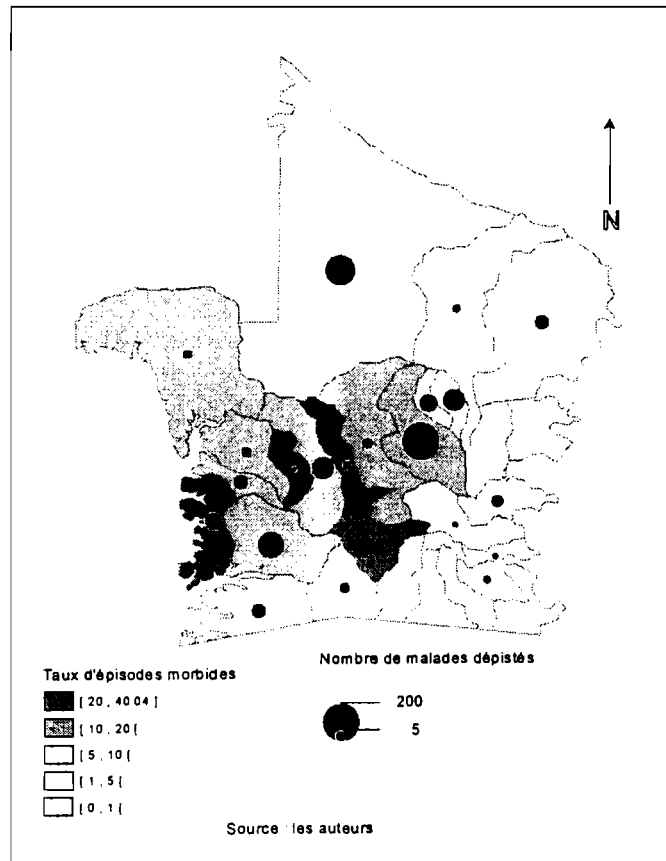 N
Taux d'épisodes morbides
[ 20 , 40 04 ]
[ 10 , 20 [
[ 5 , 10 [
[ 1 , 5 [
[ 0 , 1 [
Nombre de malades dépistés
200
5
Source : les auteurs